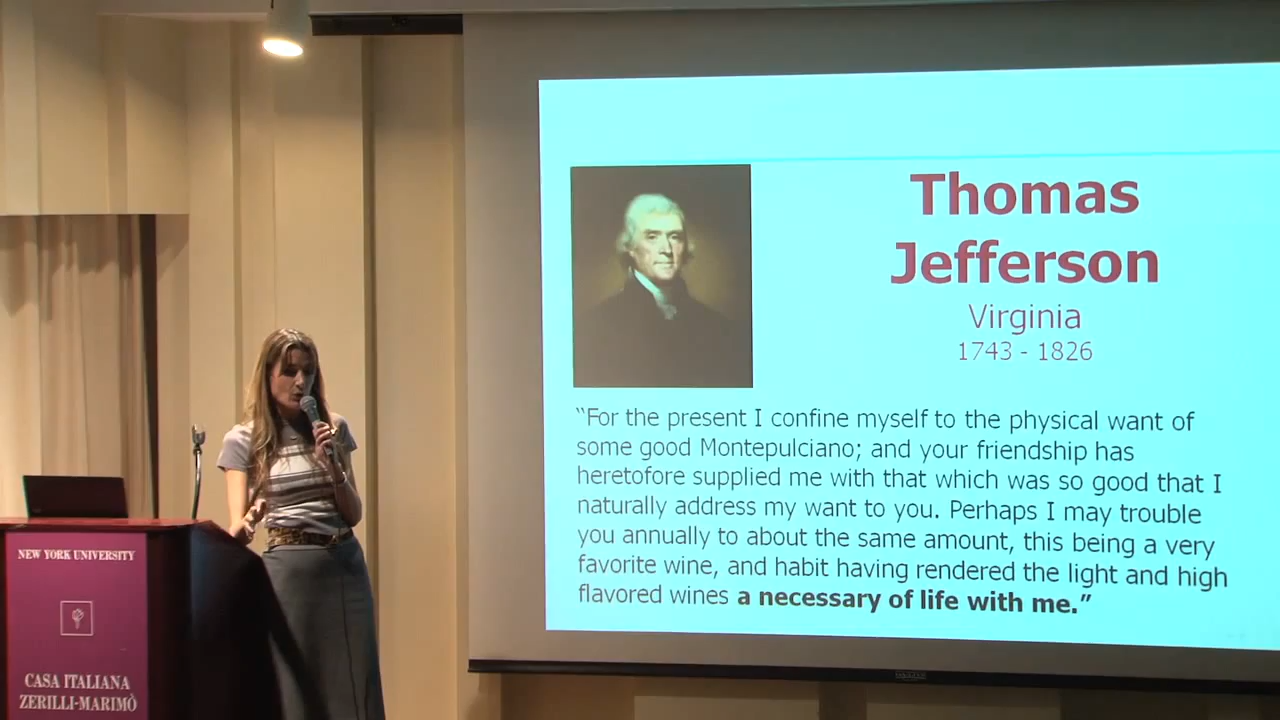 Thomas
Jefferson
Virginia
1743 - 1826
“For the present I confine myself to the physical want of
some good Montepulciano; and your friendship has
heretofore supplied me with that which was so good that I
naturally address my want to you. Perhaps I may trouble
you annually to about the same amount, this being a very
favorite wine, and habit having rendered the light and high
flavored wines a necessary of life with me.”
NEW YORK UNIVERSITY
CASA ITALIANA
ZERILLI-MARIMÒ